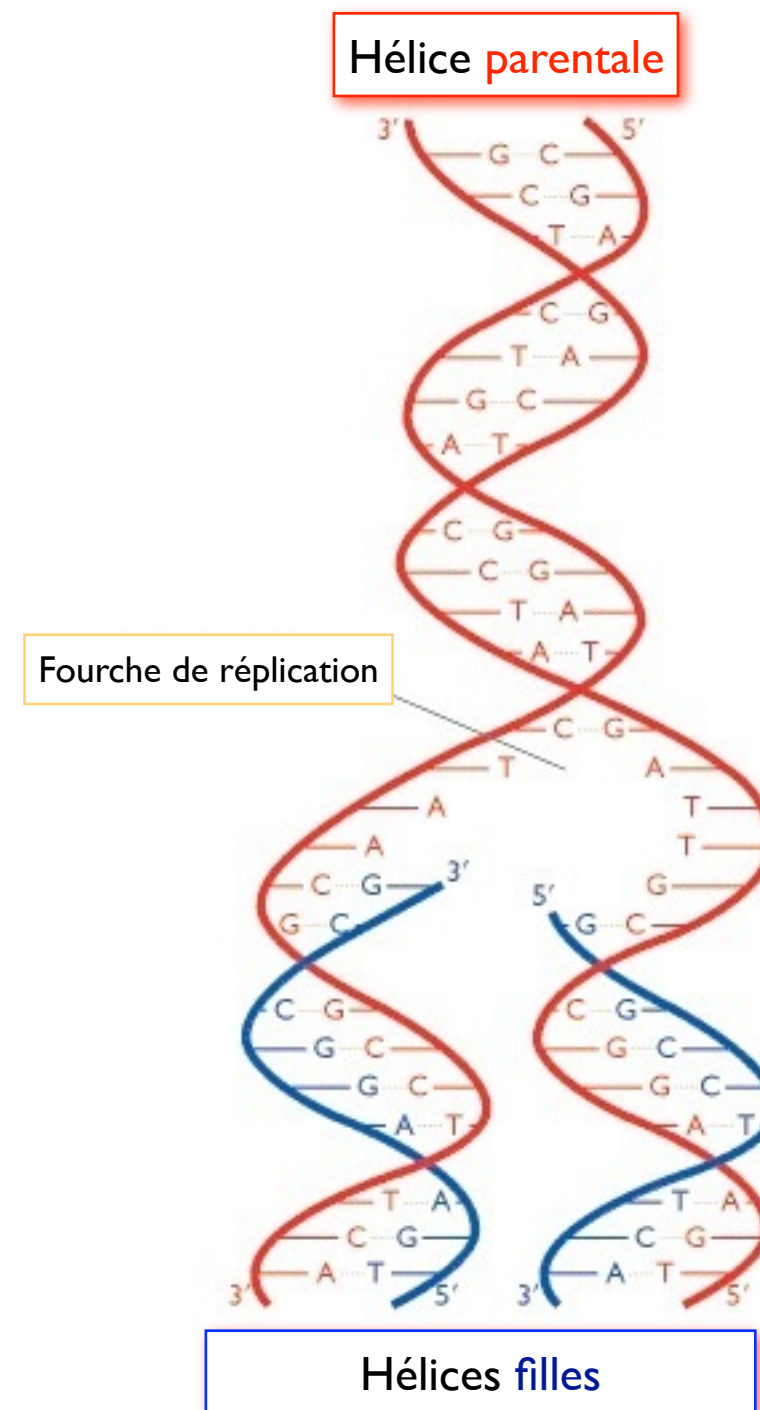 Hélice parentale
3' 5'
G C
C G
T A
C G
T A
G C
A T
C G
C G
T A
A T
Fourche de réplication
C G
T A
A T
A T
C G 3' G
5'
G C G C
C G C G
G C G C
G C G C
A T A T
T A T A
C G C G
A T A T
3' 5' 3' 5'
Hélices filles